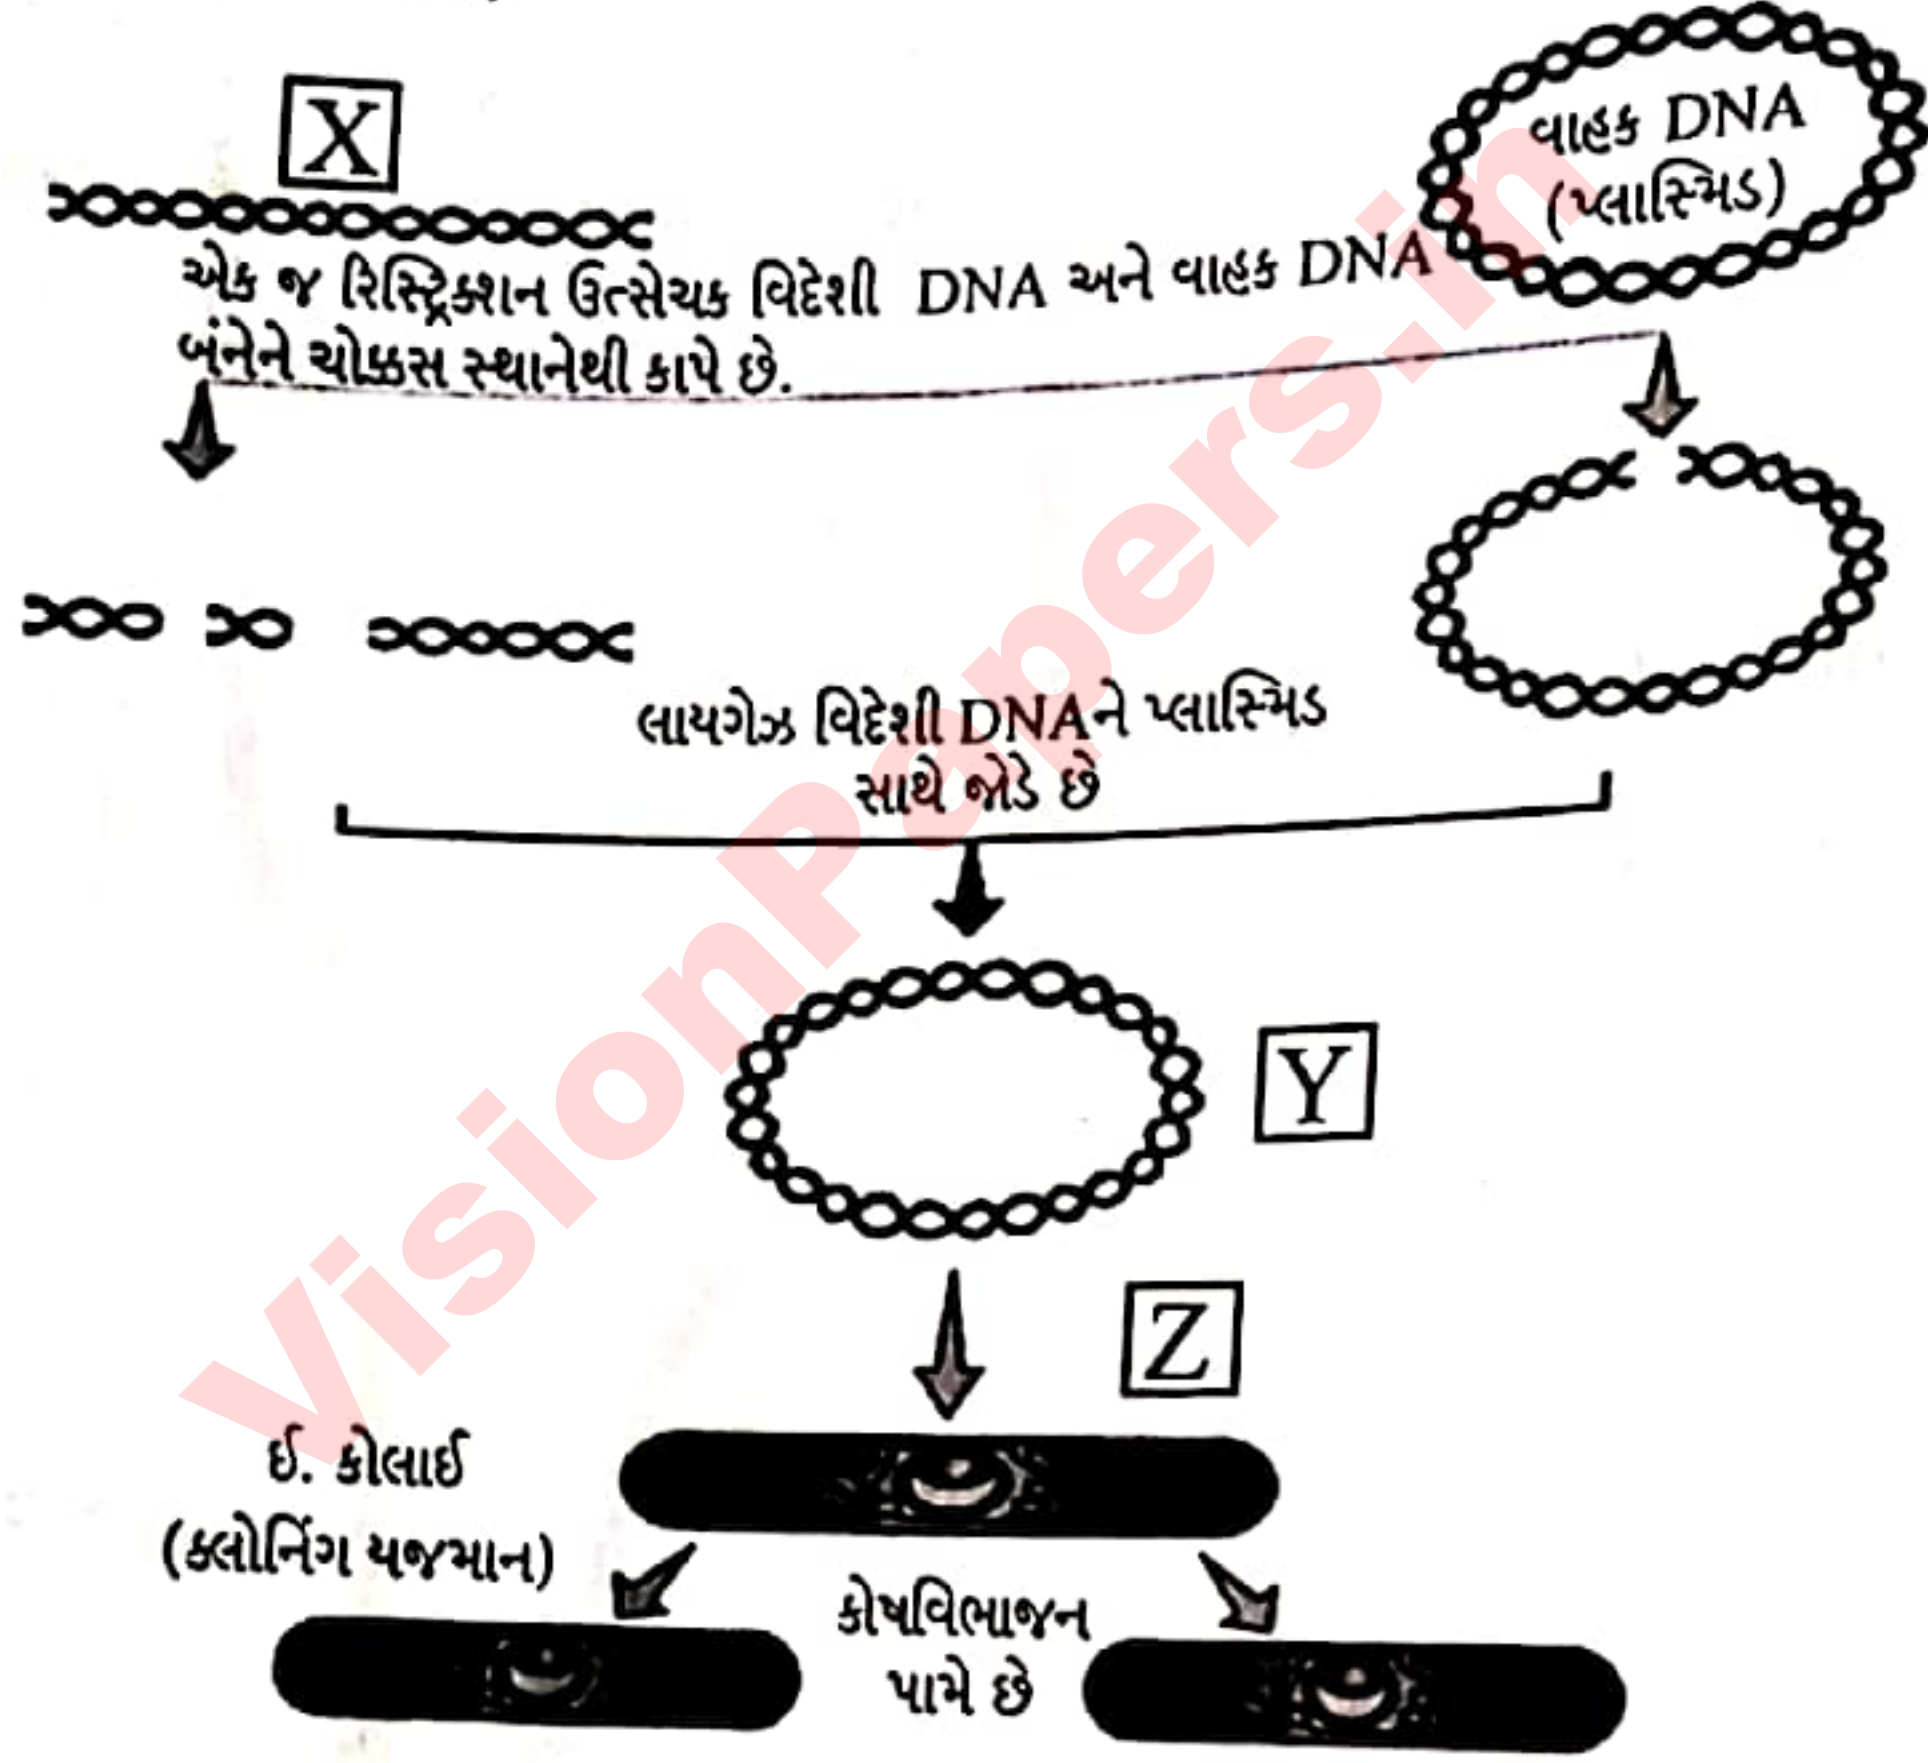 X
વાહક DNA
(પ્લાસ્મિડ)
એક જ રિસ્ટ્રિક્શન ઉત્સેચક વિદેશી DNA અને વાહક DNA
બંનેને ચોક્કસ સ્થાનેથી કાપે છે.
લાયગેઝ વિદેશી DNAને પ્લાસ્મિડ
સાથે જોડે છે
Y
Z
ઈ. કોલાઈ
(ક્લોનિંગ યજમાન)
કોષવિભાજન
પામે છે
VisionPapers.in